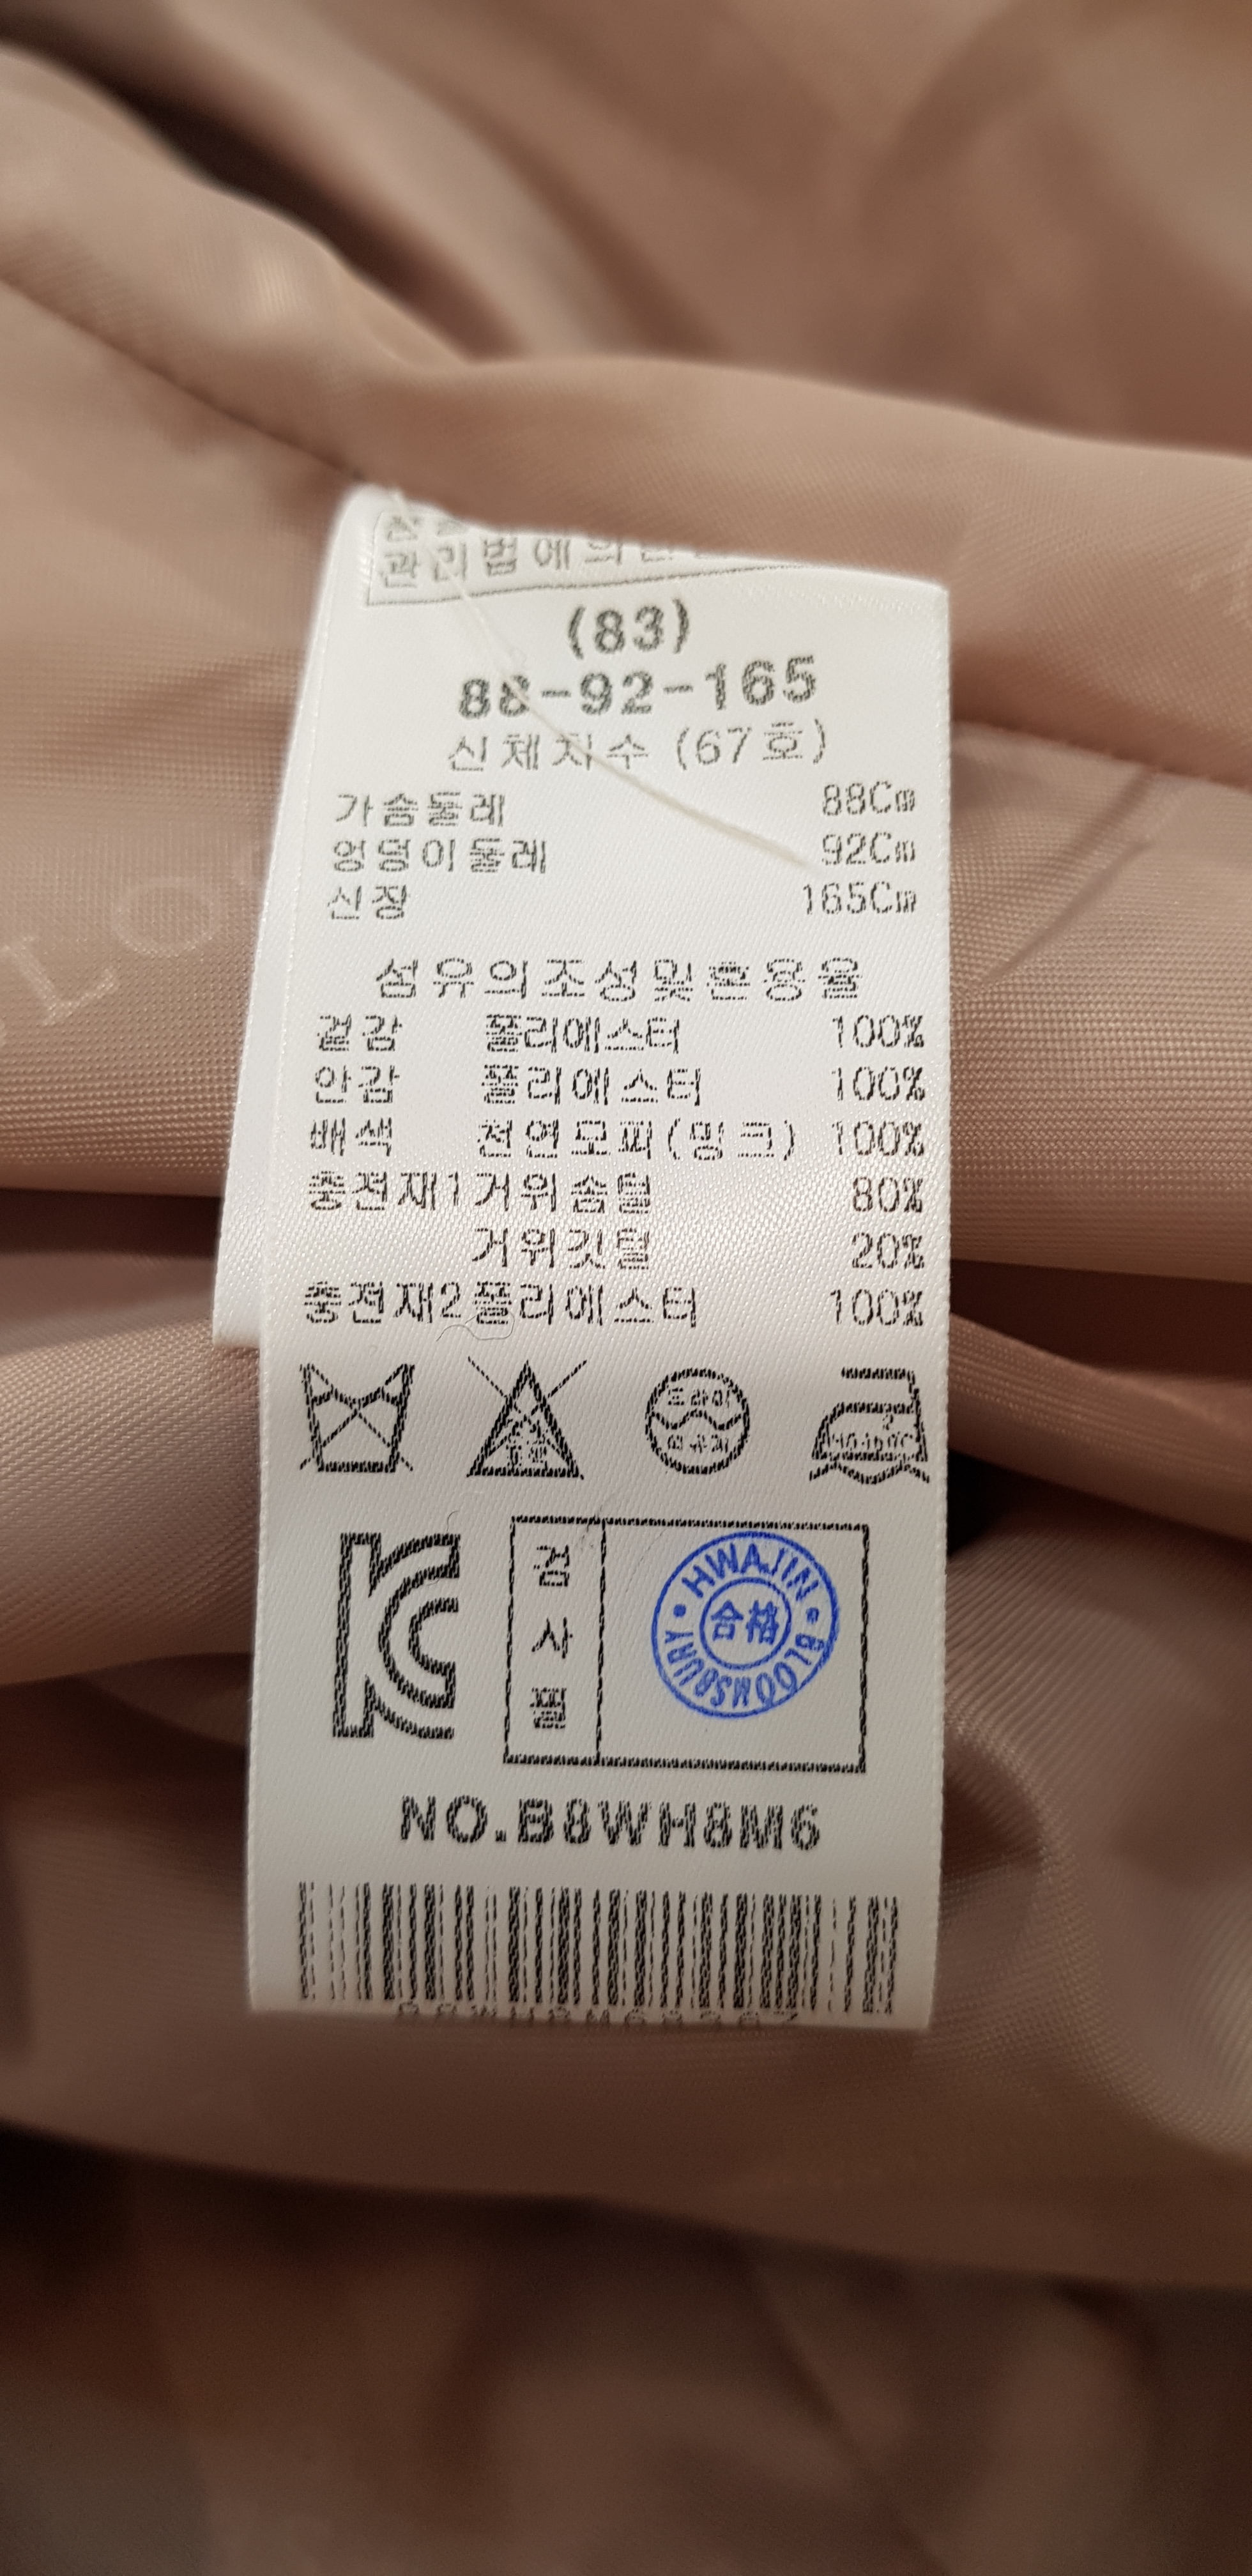 관리법에의한
(83)
88-92-165
신체치수 (67호)
가슴둘레 88Cm
엉덩이둘레 92Cm
신장 165Cm
섬유의조성및혼용율
겉감 폴리에스터 100%
안감 폴리에스터 100%
배색 천연모피(밍크) 100%
충전재1 거위솜털 80%
거위깃털 20%
충전재2 폴리에스터 100%
드라이
검사필
HWAJIN
合格
BLOOMSBURY
NO.B8WH8M6